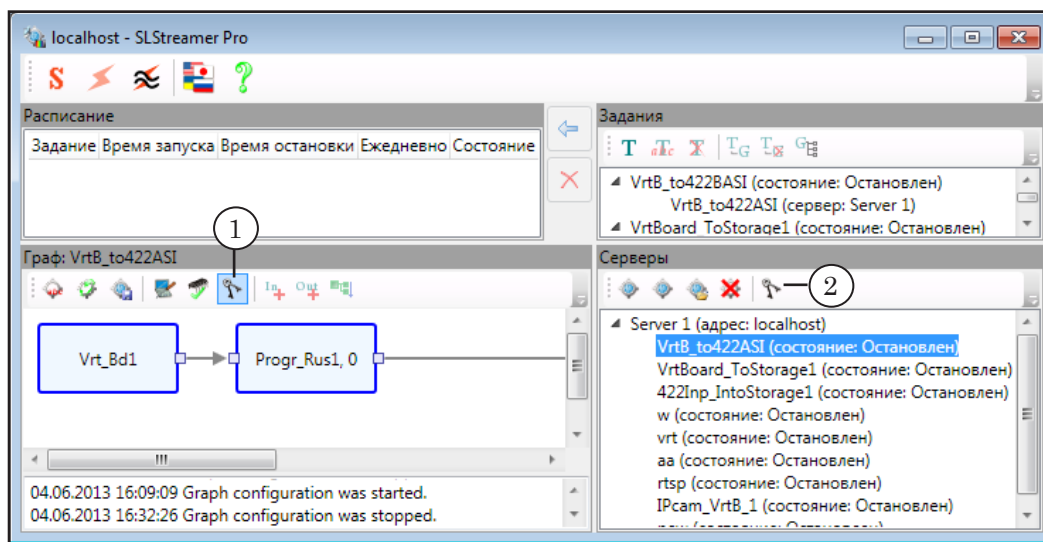 localhost - SLStreamer Pro
S
?
Расписание
Задание Время запуска Время остановки Ежедневно Состояние
Задания
T aTc T TG T G
VrtB_to422BASI (состояние: Остановлен)
VrtB_to422ASI (сервер: Server 1)
VrtBoard_ToStorage1 (состояние: Остановлен)
1
Граф: VrtB_to422ASI
In Out
Vrt_Bd1
Progr_Rus1, 0
04.06.2013 16:09:09 Graph configuration was started.
04.06.2013 16:32:26 Graph configuration was stopped.
Серверы
2
Server 1 (адрес: localhost)
VrtB_to422ASI (состояние: Остановлен)
VrtBoard_ToStorage1 (состояние: Остановлен)
422Inp_IntoStorage1 (состояние: Остановлен)
w (состояние: Остановлен)
vrt (состояние: Остановлен)
aa (состояние: Остановлен)
rtsp (состояние: Остановлен)
IPcam_VrtB_1 (состояние: Остановлен)